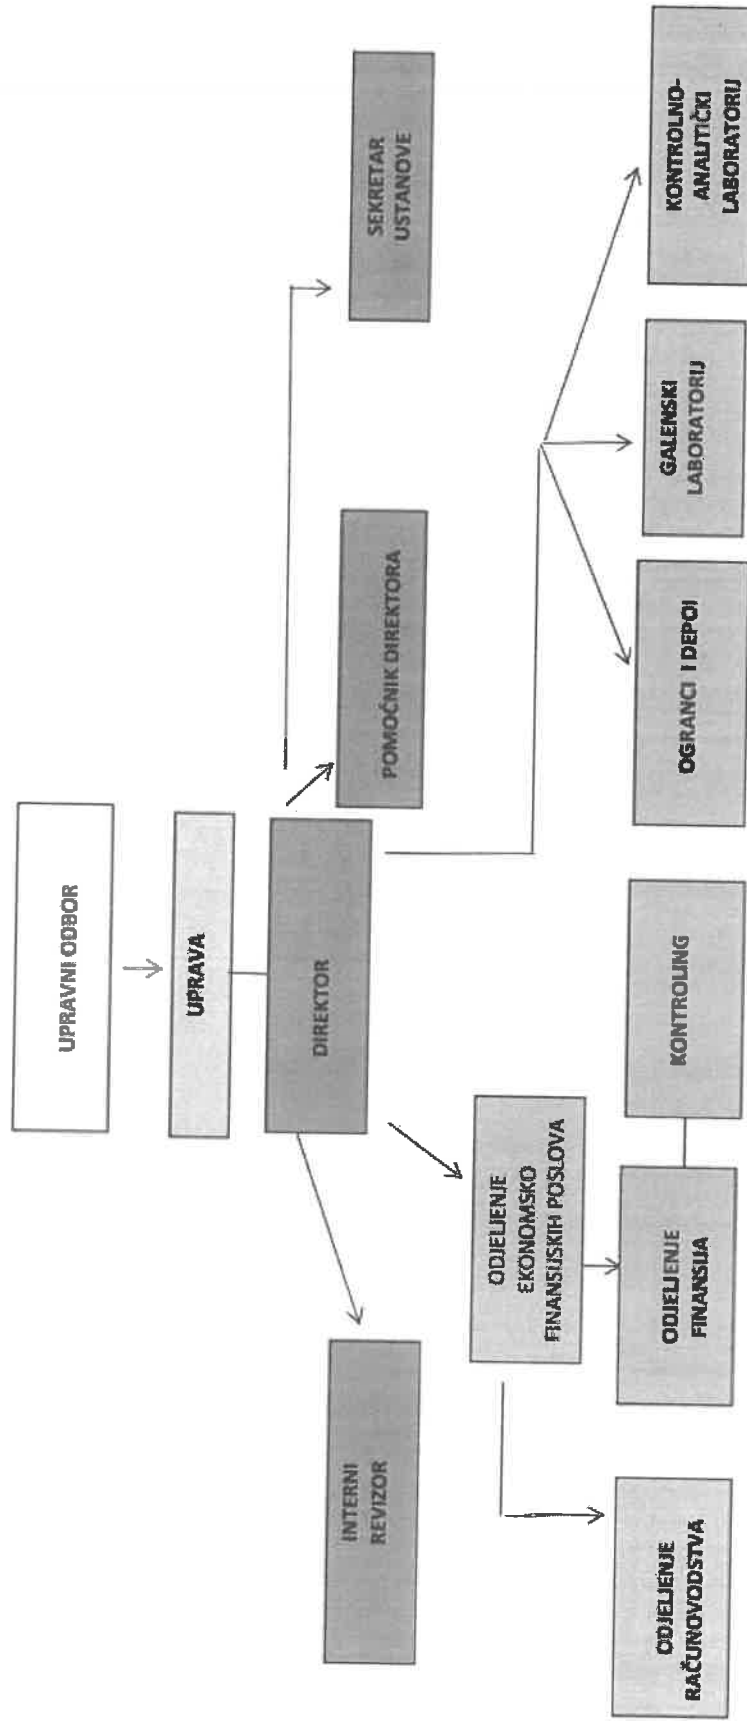 UPRAVNI ODBOR
UPRAVA
DIREKTOR
INTERNI
REVIZOR
POMOĆNIK DIREKTORA
SEKRETAR
USTANOVE
ODJELJENJE
EKONOMSKO
FINANSIJSKIH POSLOVA
ODJELJENJE
RAČUNOVODSTVA
ODJELJENJE
FINANSIJA
KONTROLING
OGRANCI I DEPOI
GALENSKI
LABORATORIJ
KONTROLNO-
ANALITIČKI
LABORATORIJ